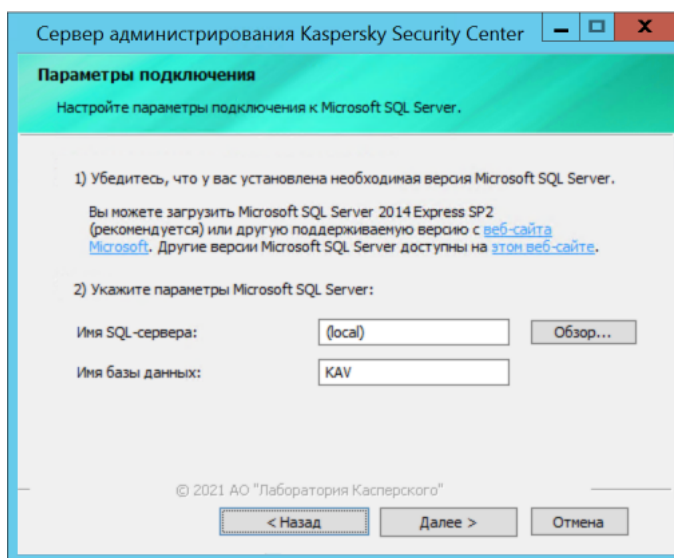 Сервер администрирования Kaspersky Security Center
Параметры подключения
Настройте параметры подключения к Microsoft SQL Server.
1) Убедитесь, что у вас установлена необходимая версия Microsoft SQL Server.
Вы можете загрузить Microsoft SQL Server 2014 Express SP2
(рекомендуется) или другую поддерживаемую версию с веб-сайта
Microsoft. Другие версии Microsoft SQL Server доступны на этом веб-сайте.
2) Укажите параметры Microsoft SQL Server:
Имя SQL-сервера: (local) Обзор...
Имя базы данных: KAV
© 2021 АО "Лаборатория Касперского"
< Назад Далее > Отмена